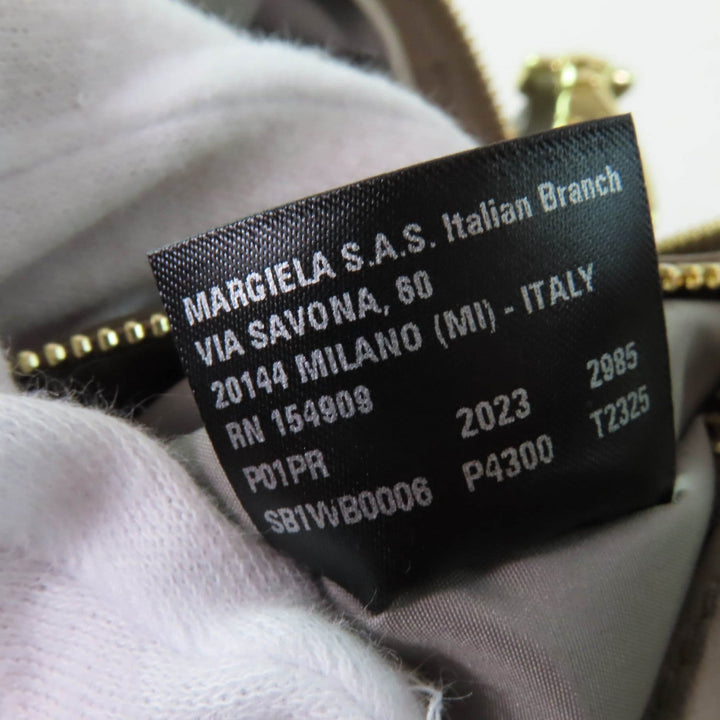 MARGIELA S.A.S. Italian Branch
VIA SAVONA, 60
20144 MILANO (MI) - ITALY
RN 154909
P01PR 2023 2985
SB1WB0006 P4300 T2325